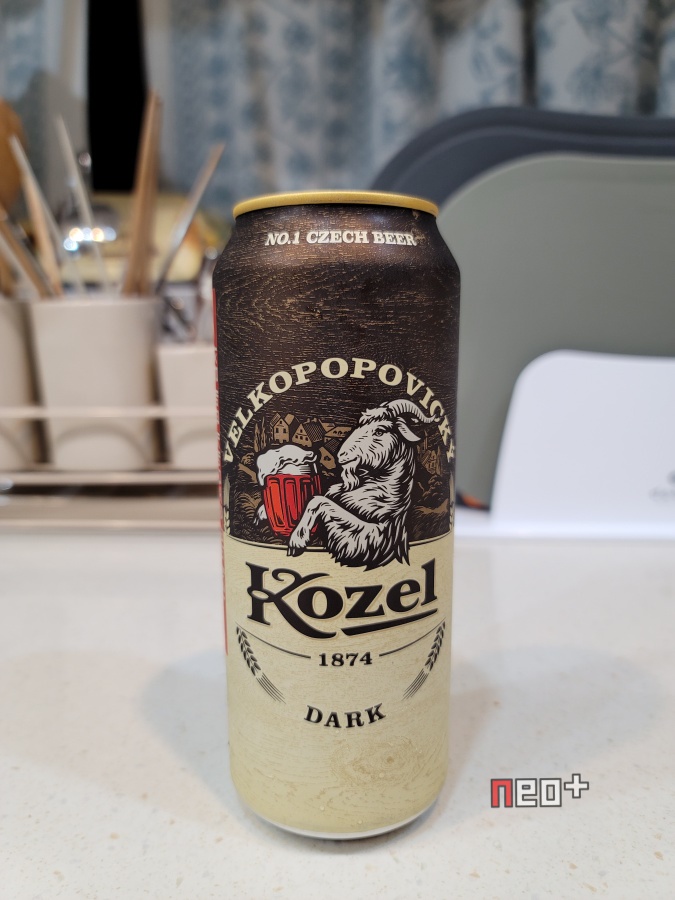 NO.1 CZECH BEER
VELKOPOPOVICKÝ
Kozel
1874
DARK
neo+